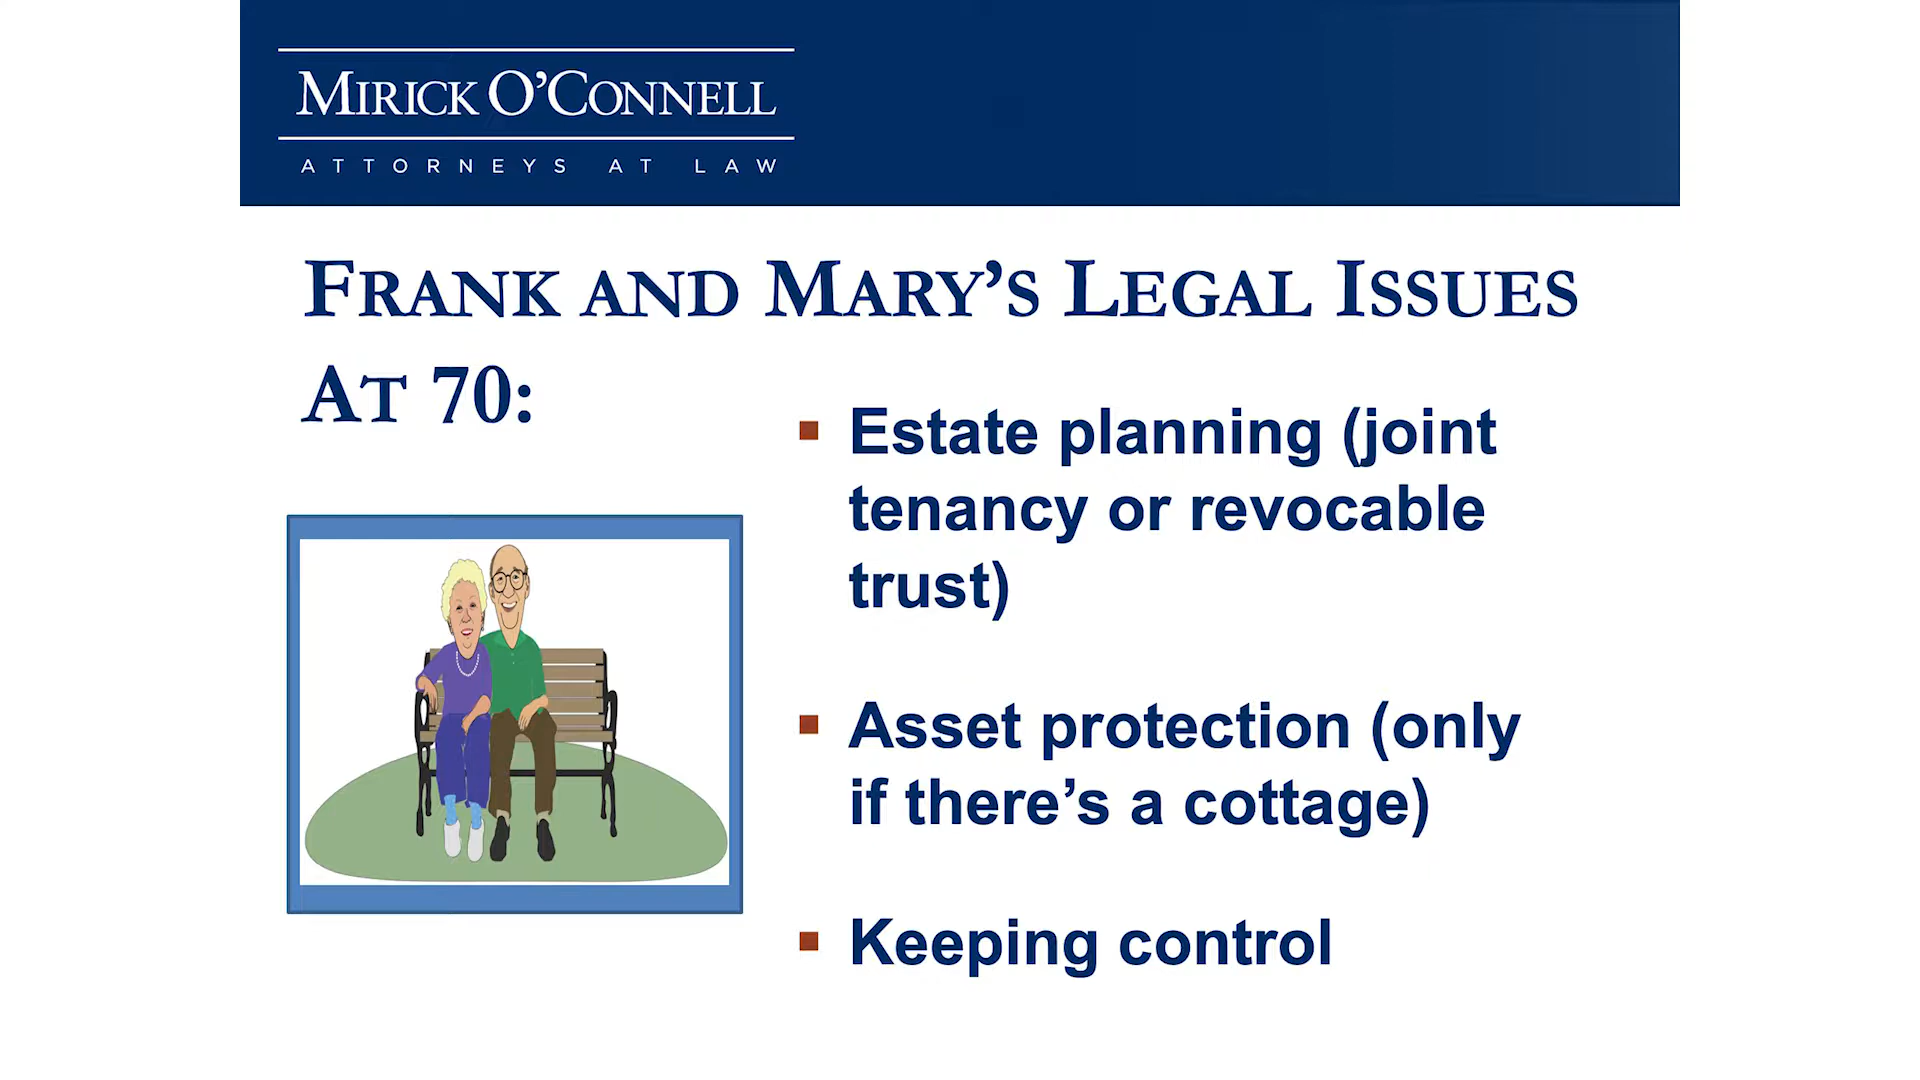 MIRICK O’CONNELL
ATTORNEYS AT LAW
FRANK AND MARY’S LEGAL ISSUES
AT 70:
▪ Estate planning (joint
tenancy or revocable
trust)
▪ Asset protection (only
if there’s a cottage)
▪ Keeping control